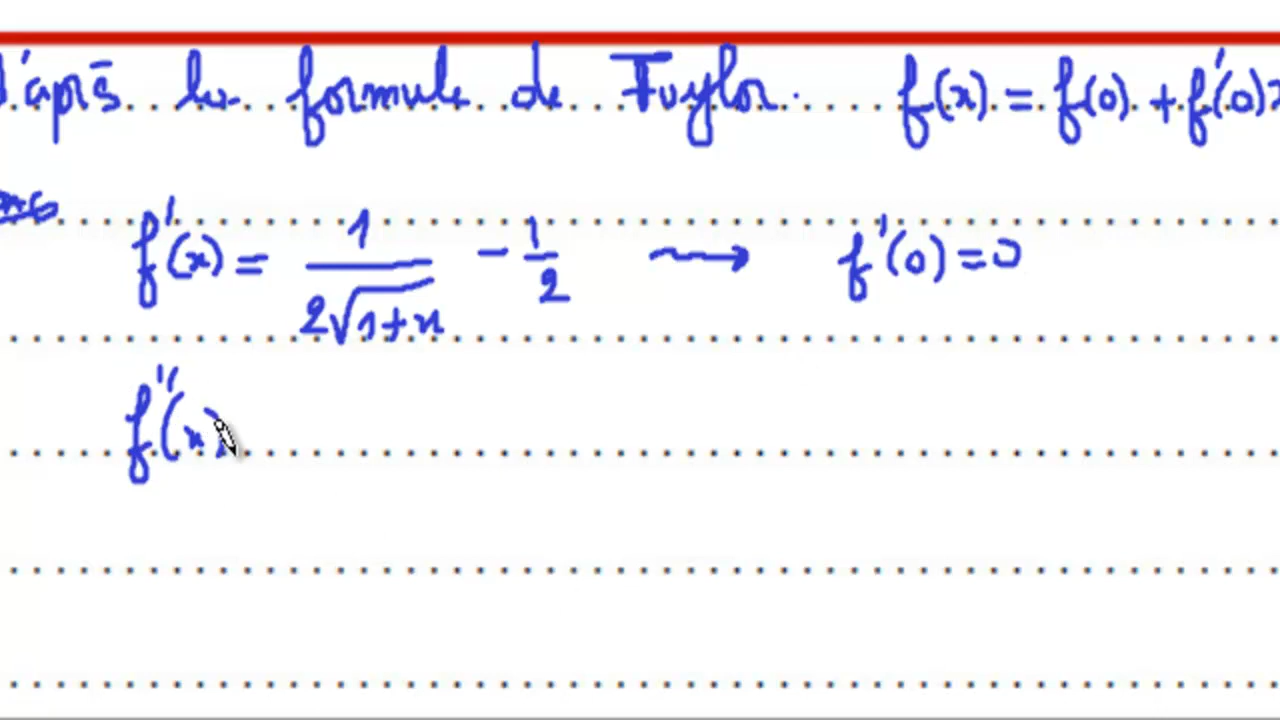 d'après la formule de Taylor. f(x) = f(0) + f'(0)x
f'(x) = 1/(2√(1+x)) - 1/2 ⟿ f'(0) = 0
f''(x)